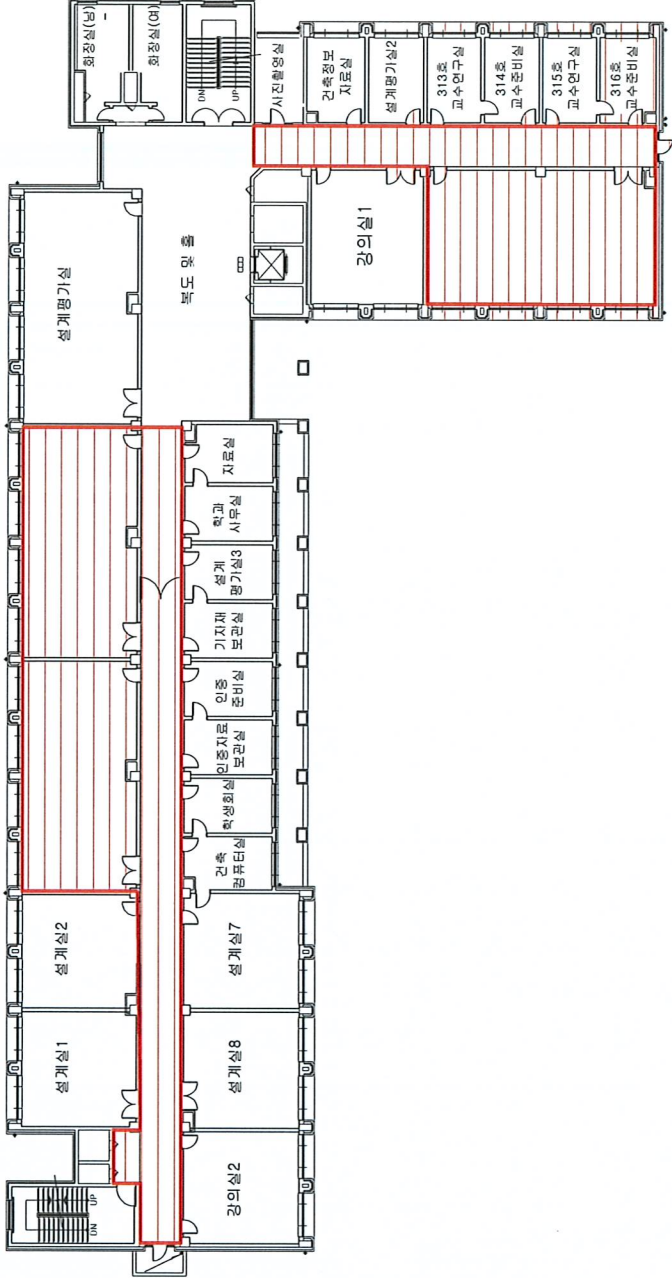 화장실(남)
화장실(여)
DN
UP
사진촬영실
건축정보
자료실
설계평가실2
313호
교수연구실
314호
교수준비실
315호
교수연구실
316호
교수준비실
설계평가실
복도 및 홀
강의실1
자료실
학과
사무실
설계
평가실3
기자재
보관실
인증
준비실
인증자료
보관실
학생회실
건축
컴퓨터실
설계실2
설계실7
설계실1
설계실8
강의실2
UP
DN